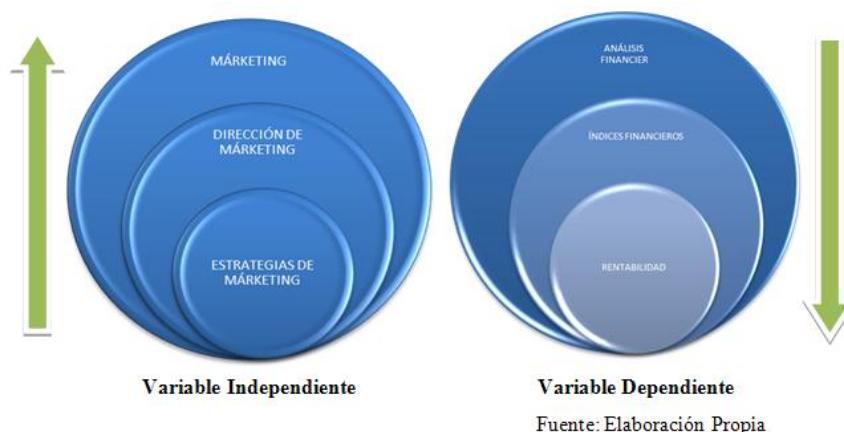 MÁRKETING
DIRECCIÓN DE
MÁRKETING
ESTRATEGIAS DE
MÁRKETING
ANÁLISIS
FINANCIER
ÍNDICES FINANCIEROS
RENTABILIDAD
Variable Independiente
Variable Dependiente
Fuente: Elaboración Propia